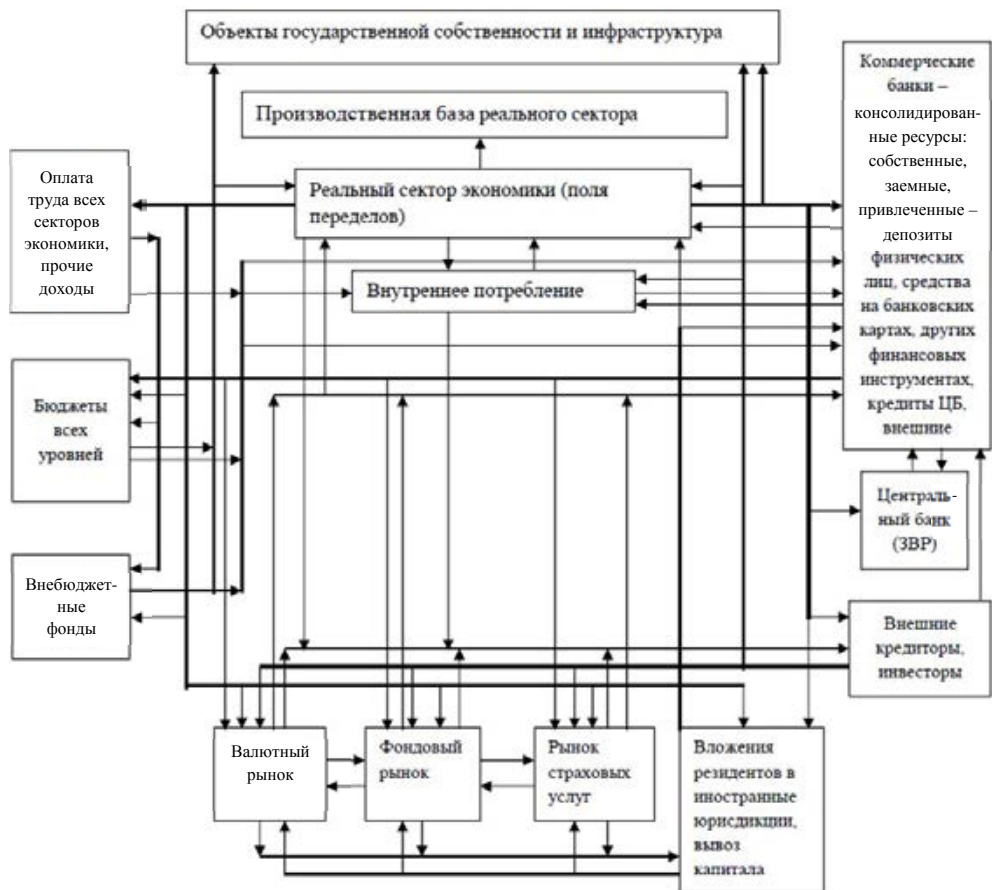 Объекты государственной собственности и инфраструктура
Производственная база реального сектора
Реальный сектор экономики (поля
переделов)
Внутреннее потребление
Оплата
труда всех
секторов
экономики,
прочие
доходы
Бюджеты
всех
уровней
Внебюджет-
ные
фонды
Коммерческие
банки –
консолидирован-
ные ресурсы:
собственные,
заемные,
привлеченные –
депозиты
физических
лиц, средства
на банковских
картах, других
финансовых
инструментах,
кредиты ЦБ,
внешние
Централь-
ный банк
(ЗВР)
Внешние
кредиторы,
инвесторы
Валютный
рынок
Фондовый
рынок
Рынок
страховых
услуг
Вложения
резидентов в
иностранные
юрисдикции,
вывоз
капитала